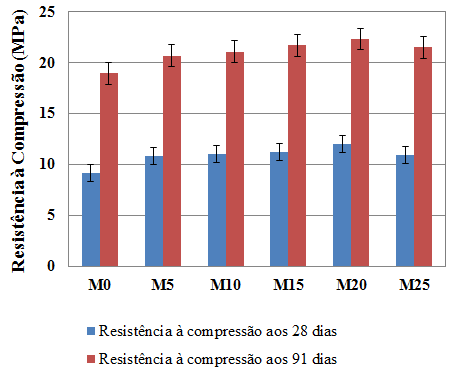 Resistência à Compressão (MPa)
25
20
15
10
5
0
M0 M5 M10 M15 M20 M25
Resistência à compressão aos 28 dias
Resistência à compressão aos 91 dias